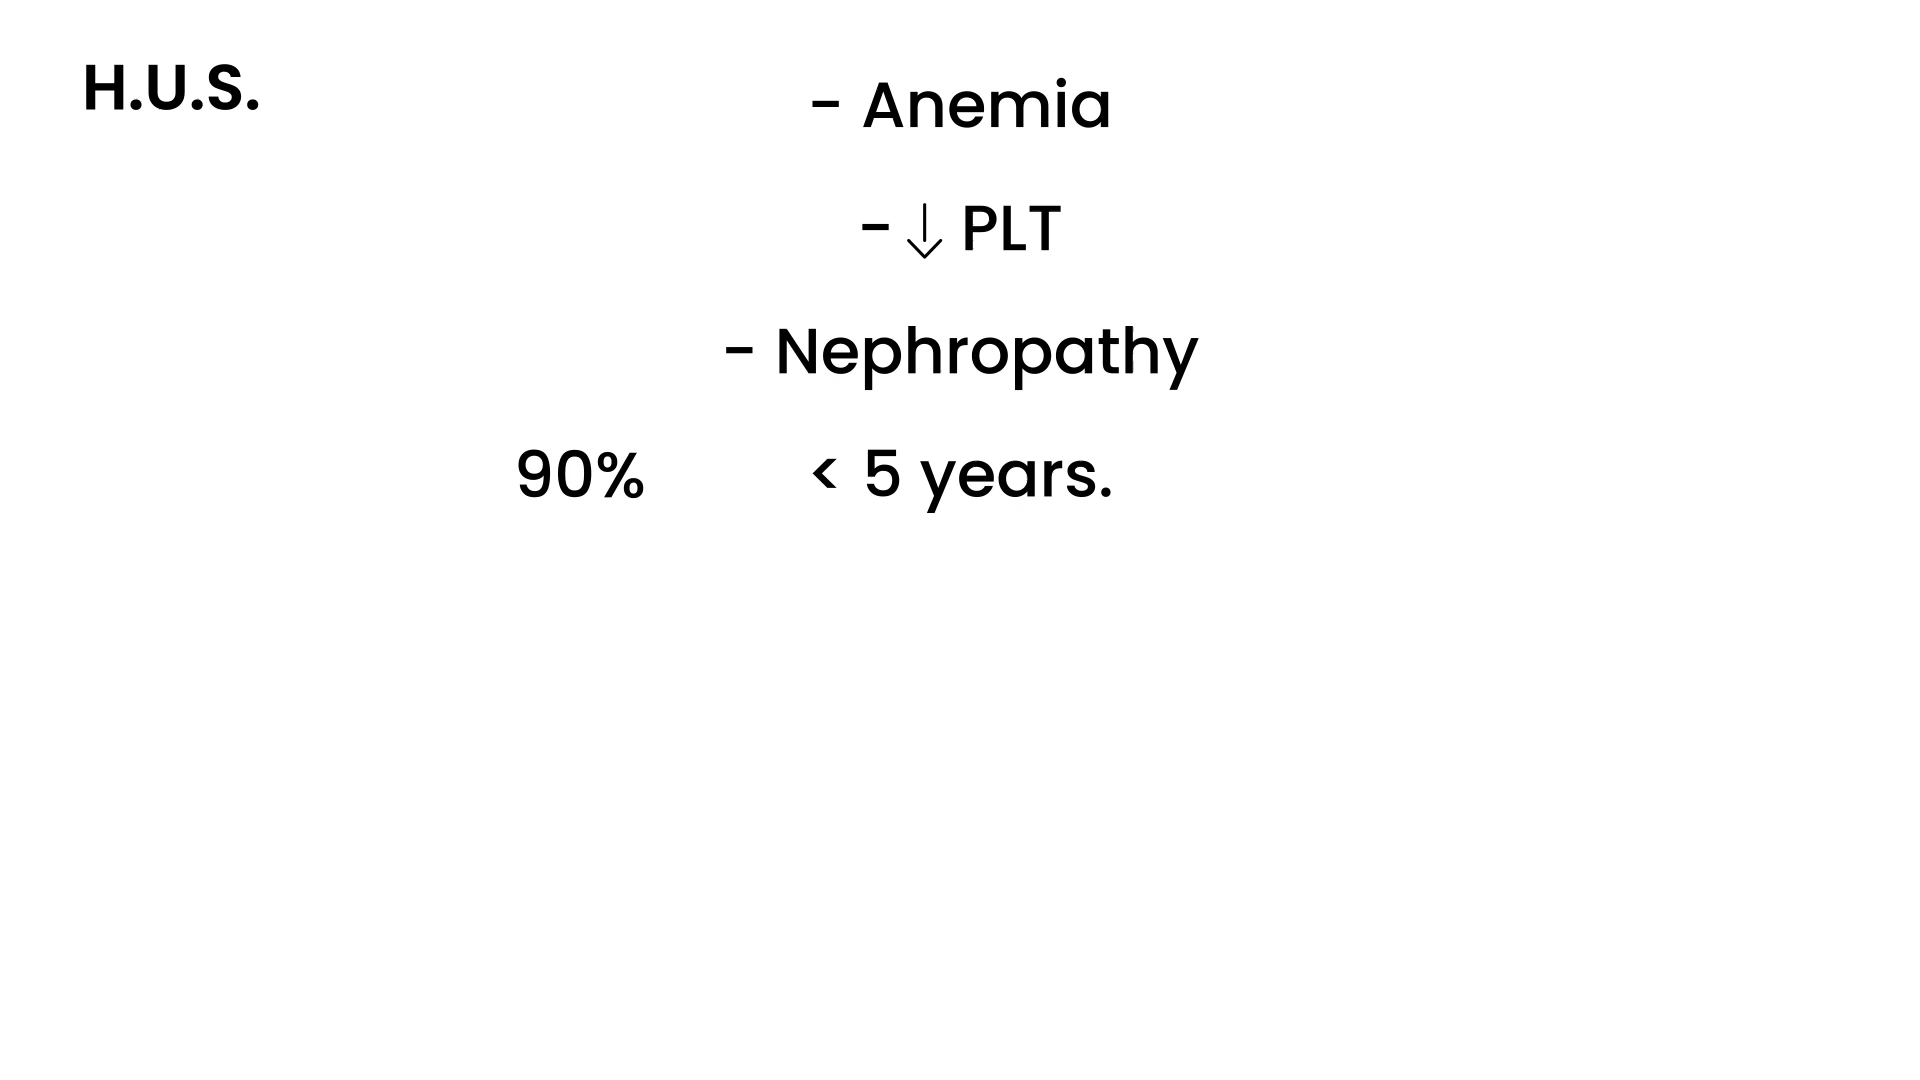 H.U.S.
- Anemia
- ↓ PLT
- Nephropathy
90% < 5 years.